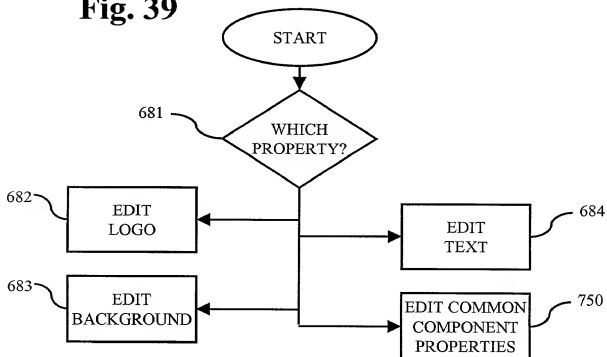 Fig. 39
START
681
WHICH
PROPERTY?
682
EDIT
LOGO
EDIT
TEXT
684
683
EDIT
BACKGROUND
EDIT COMMON
COMPONENT
PROPERTIES
750